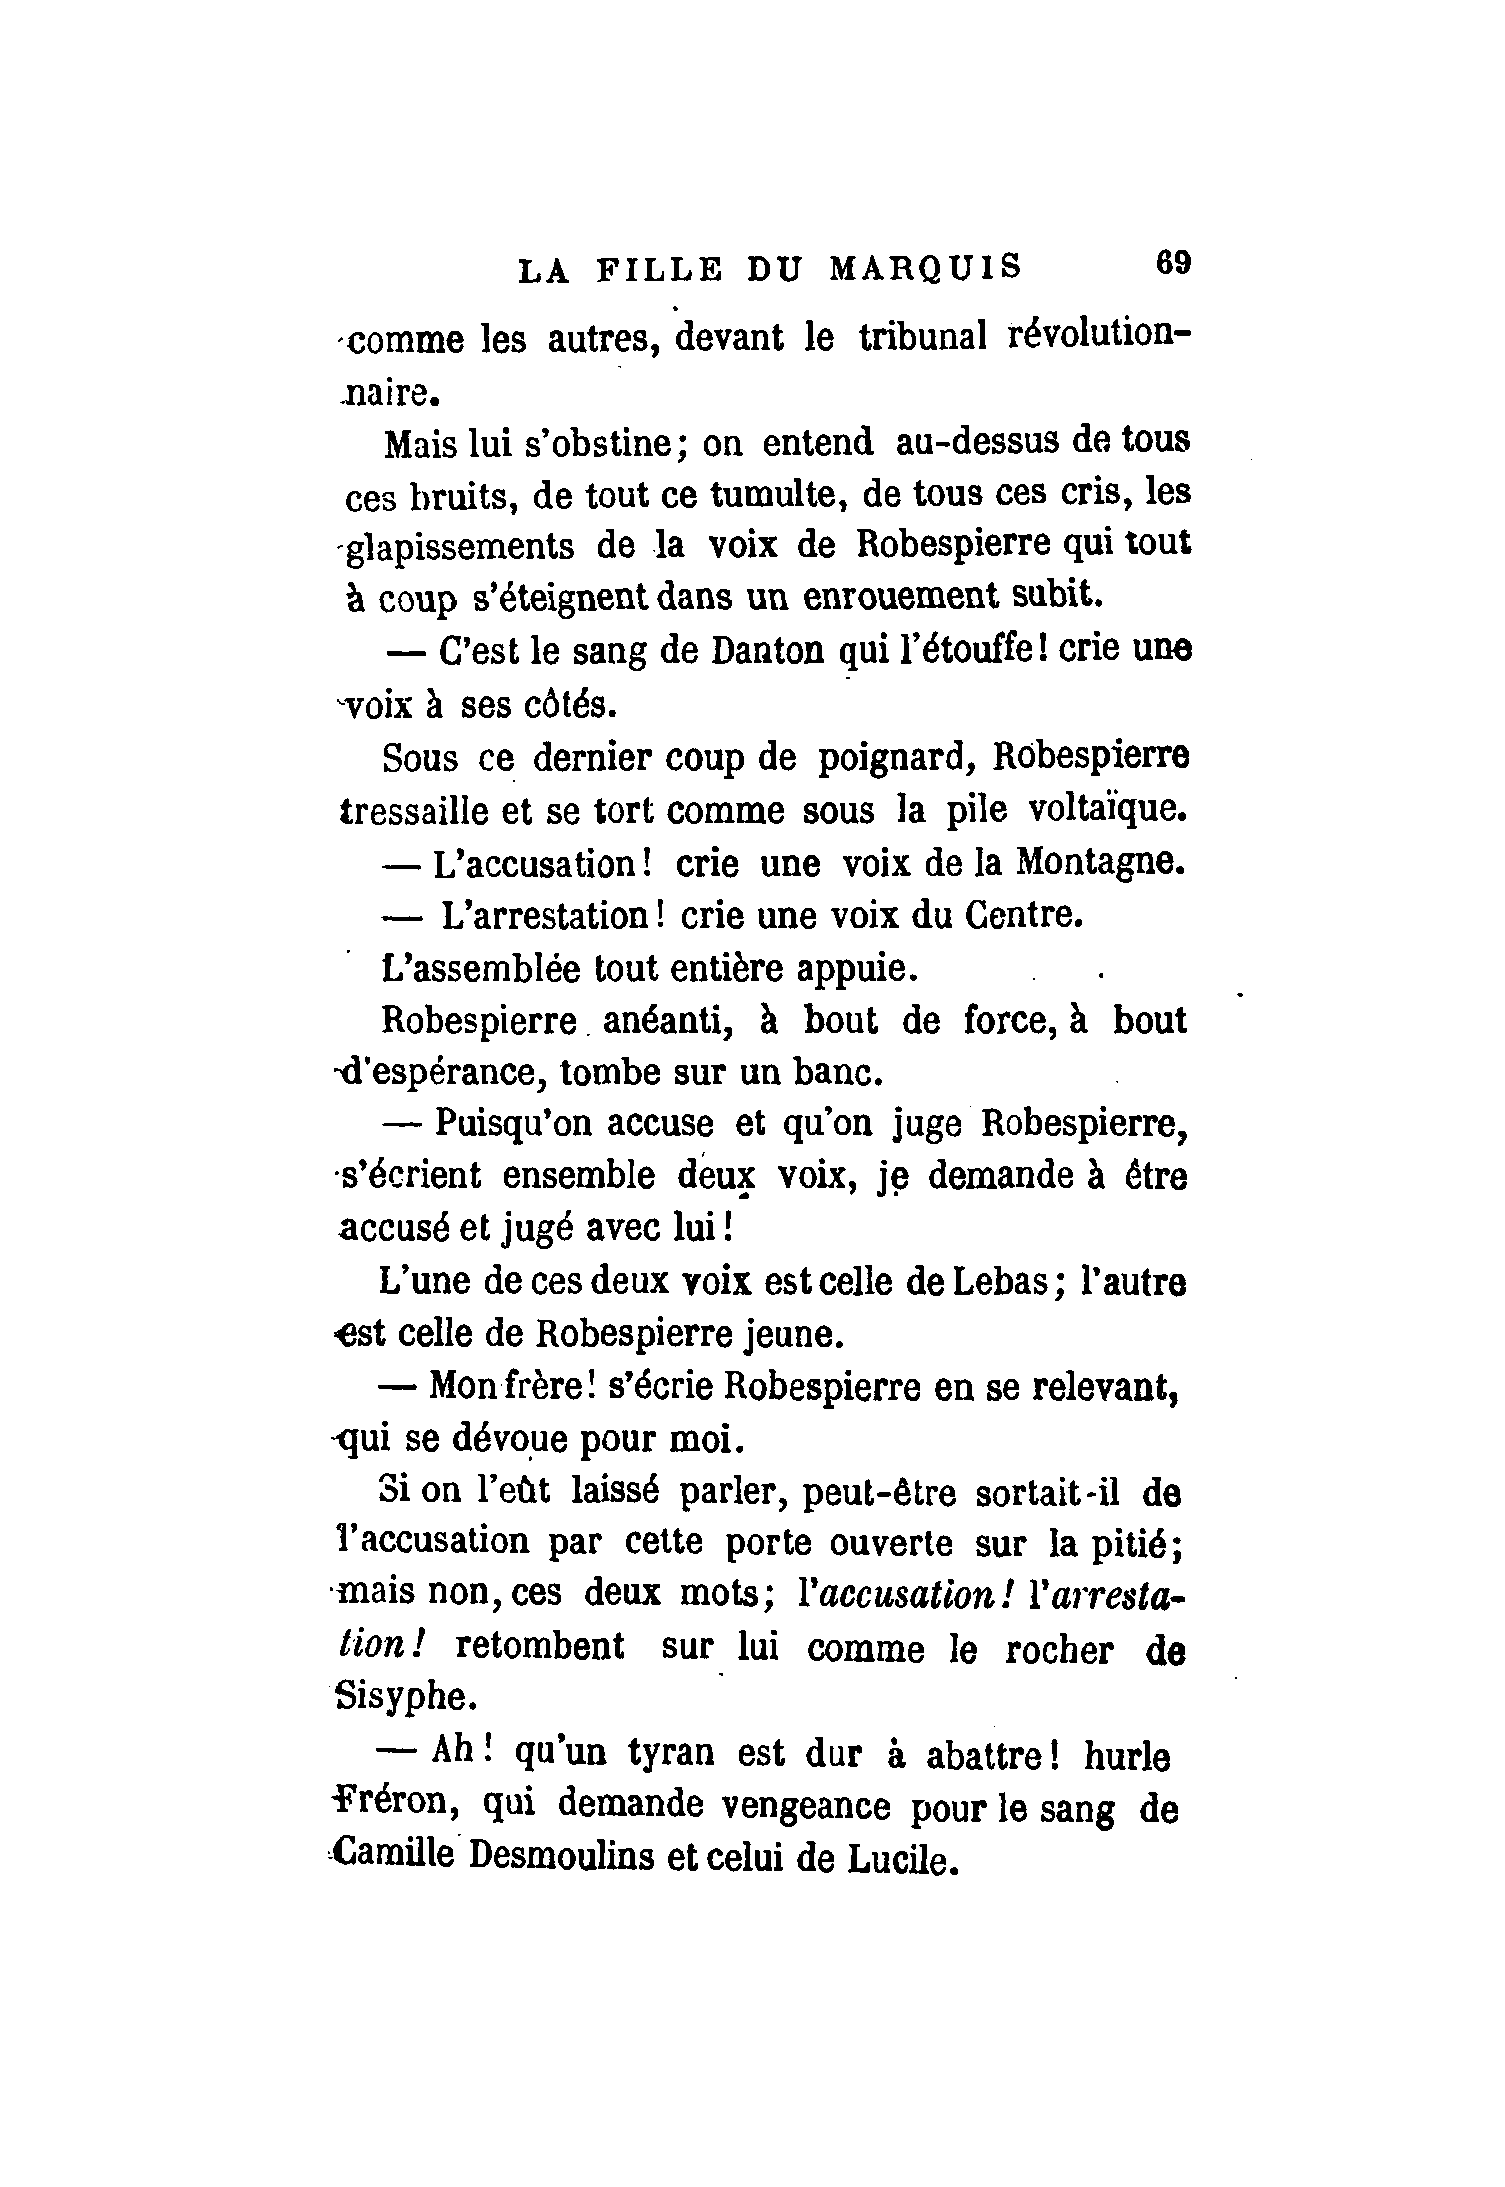 LA FILLE DU MARQUIS 69
comme les autres, devant le tribunal révolution-
naire.
Mais lui s'obstine; on entend au-dessus de tous
ces bruits, de tout ce tumulte, de tous ces cris, les
glapissements de la voix de Robespierre qui tout
à coup s'éteignent dans un enrouement subit.
— C'est le sang de Danton qui l'étouffe! crie une
voix à ses côtés.
Sous ce dernier coup de poignard, Robespierre
tressaille et se tort comme sous la pile voltaïque.
— L'accusation! crie une voix de la Montagne.
— L'arrestation! crie une voix du Centre.
L'assemblée tout entière appuie.
Robespierre anéanti, à bout de force, à bout
d'espérance, tombe sur un banc.
— Puisqu'on accuse et qu'on juge Robespierre,
s'écrient ensemble deux voix, je demande à être
accusé et jugé avec lui!
L'une de ces deux voix est celle de Lebas; l'autre
est celle de Robespierre jeune.
— Mon frère! s'écrie Robespierre en se relevant,
qui se dévoue pour moi.
Si on l'eût laissé parler, peut-être sortait-il de
l'accusation par cette porte ouverte sur la pitié;
mais non, ces deux mots; l'accusation! l'arresta-
tion! retombent sur lui comme le rocher de
Sisyphe.
— Ah! qu'un tyran est dur à abattre! hurle
Fréron, qui demande vengeance pour le sang de
Camille Desmoulins et celui de Lucile.